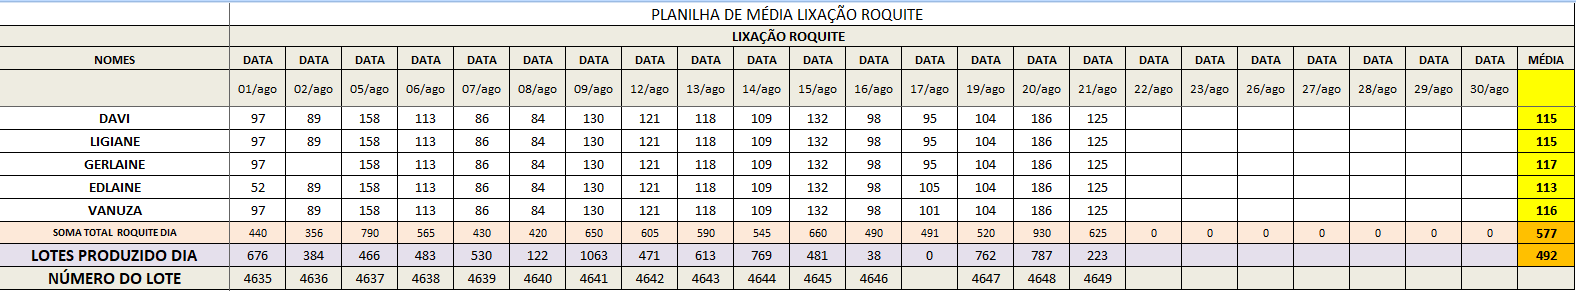 PLANILHA DE MÉDIA LIXAÇÃO ROQUITE
LIXAÇÃO ROQUITE
NOMES DATA DATA DATA DATA DATA DATA DATA DATA DATA DATA DATA DATA DATA DATA DATA DATA DATA DATA DATA DATA DATA DATA DATA MÉDIA
01/ago 02/ago 05/ago 06/ago 07/ago 08/ago 09/ago 12/ago 13/ago 14/ago 15/ago 16/ago 17/ago 19/ago 20/ago 21/ago 22/ago 23/ago 26/ago 27/ago 28/ago 29/ago 30/ago
DAVI 97 89 158 113 86 84 130 121 118 109 132 98 95 104 186 125 115
LIGIANE 97 89 158 113 86 84 130 121 118 109 132 98 95 104 186 125 115
GERLAINE 97 158 113 86 84 130 121 118 109 132 98 95 104 186 125 117
EDLAINE 52 89 158 113 86 84 130 121 118 109 132 98 105 104 186 125 113
VANUZA 97 89 158 113 86 84 130 121 118 109 132 98 101 104 186 125 116
SOMA TOTAL ROQUITE DIA 440 356 790 565 430 420 650 605 590 545 660 490 491 520 930 625 0 0 0 0 0 0 0 577
LOTES PRODUZIDO DIA 676 384 466 483 530 122 1063 471 613 769 481 38 0 762 787 223 492
NÚMERO DO LOTE 4635 4636 4637 4638 4639 4640 4641 4642 4643 4644 4645 4646 4647 4648 4649